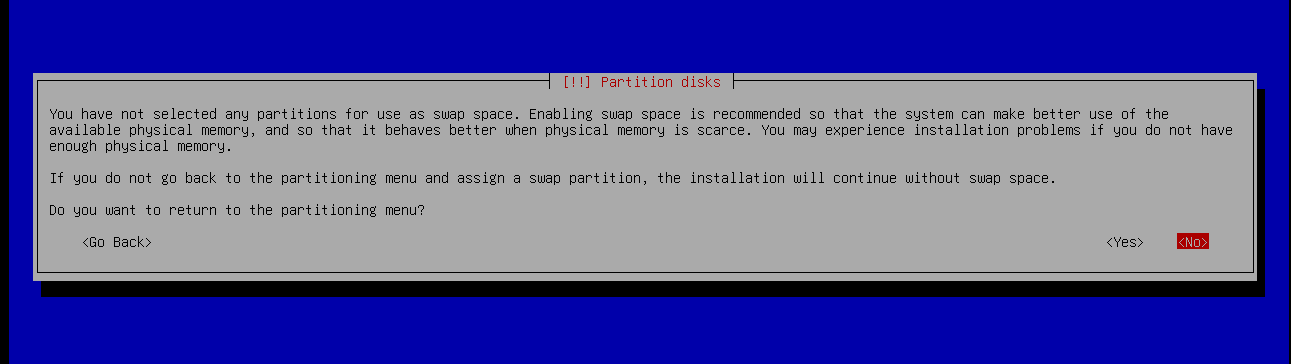 [!!] Partition disks
You have not selected any partitions for use as swap space. Enabling swap space is recommended so that the system can make better use of the
available physical memory, and so that it behaves better when physical memory is scarce. You may experience installation problems if you do not have
enough physical memory.
If you do not go back to the partitioning menu and assign a swap partition, the installation will continue without swap space.
Do you want to return to the partitioning menu?
<Go Back> <Yes> <No>